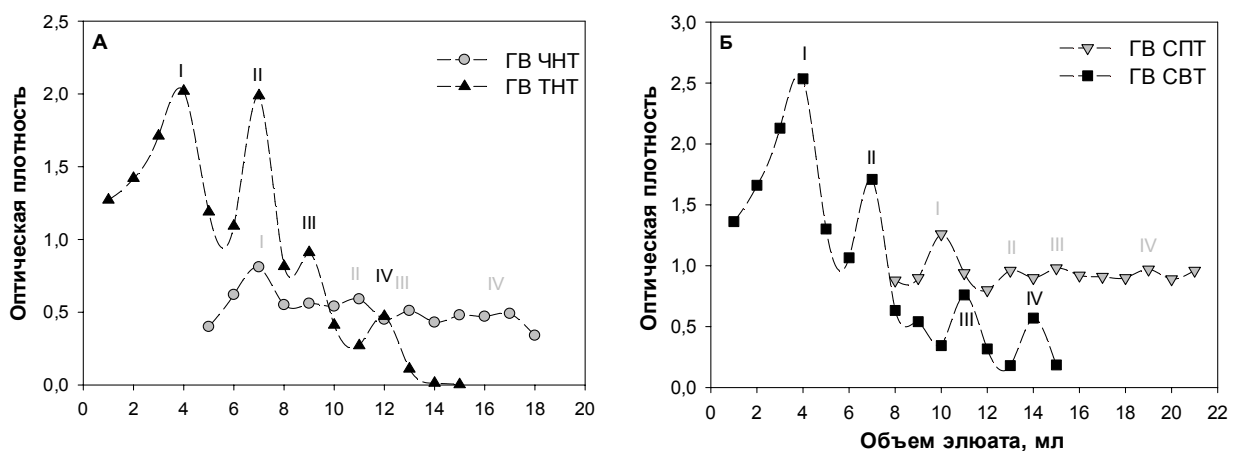 А
ГВ ЧНТ
ГВ ТНТ
I
II
III
IV
I
II
III
IV
Оптическая плотность
2,5
2,0
1,5
1,0
0,5
0,0
0 2 4 6 8 10 12 14 16 18 20
Б
ГВ СПТ
ГВ СВТ
I
II
III
IV
I
II
III
IV
Оптическая плотность
3,0
2,5
2,0
1,5
1,0
0,5
0,0
0 2 4 6 8 10 12 14 16 18 20 22
Объем элюата, мл